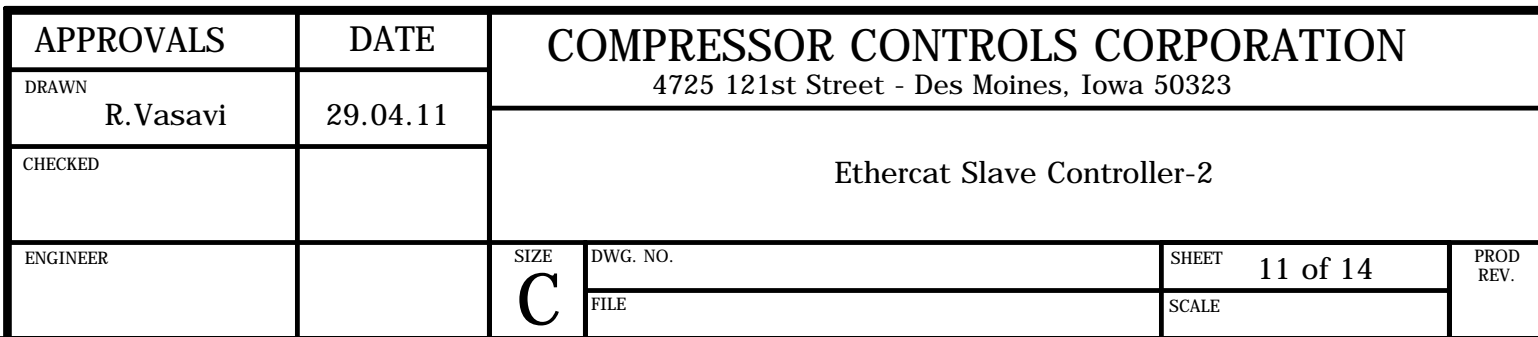 APPROVALS DATE
COMPRESSOR CONTROLS CORPORATION
4725 121st Street - Des Moines, Iowa 50323
DRAWN
R.Vasavi 29.04.11
CHECKED
Ethercat Slave Controller-2
ENGINEER
SIZE
C
DWG. NO.
SHEET 11 of 14
PROD
REV.
FILE
SCALE